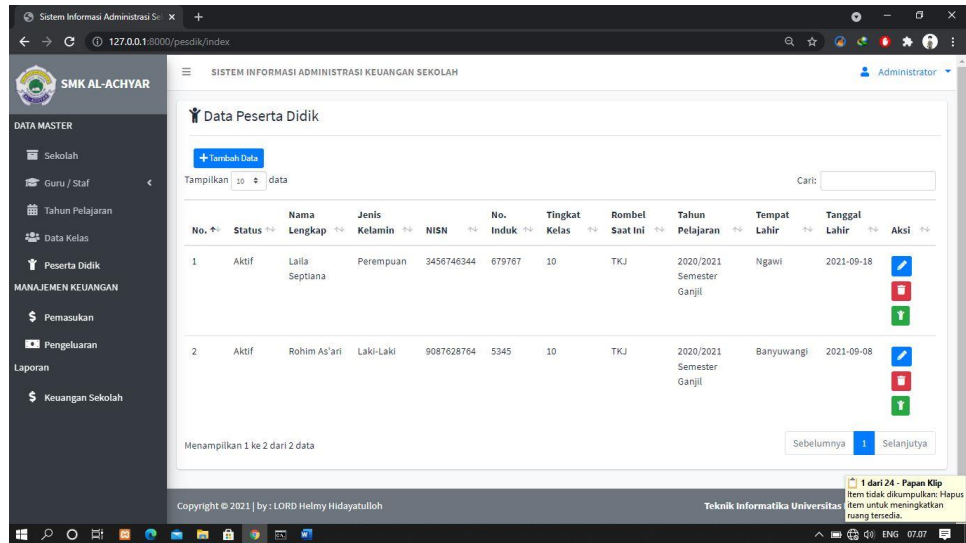 Sistem Informasi Administrasi Se
127.0.0.1:8000/pesdik/index
SMK AL-ACHYAR
SISTEM INFORMASI ADMINISTRASI KEUANGAN SEKOLAH
Administrator
DATA MASTER
Sekolah
Guru / Staf
Tahun Pelajaran
Data Kelas
Peserta Didik
MANAJEMEN KEUANGAN
Pemasukan
Pengeluaran
Laporan
Keuangan Sekolah
Data Peserta Didik
+ Tambah Data
Tampilkan 10 data
Cari:
No. Status Nama Lengkap Jenis Kelamin NISN No. Induk Tingkat Kelas Rombel Saat Ini Tahun Pelajaran Tempat Lahir Tanggal Lahir Aksi
1 Aktif Laila Septiana Perempuan 3456746344 679767 10 TKJ 2020/2021 Semester Ganjil Ngawi 2021-09-18
2 Aktif Rohim As'ari Laki-Laki 9087628764 5345 10 TKJ 2020/2021 Semester Ganjil Banyuwangi 2021-09-08
Menampilkan 1 ke 2 dari 2 data
Sebelumnya 1 Selanjutya
Copyright © 2021 | by : LORD Helmy Hidayatulloh
Teknik Informatika Universitas
1 dari 24 - Papan Klip
Item tidak dikumpulkan: Hapus
item untuk meningkatkan
ruang tersedia.
ENG 07.07